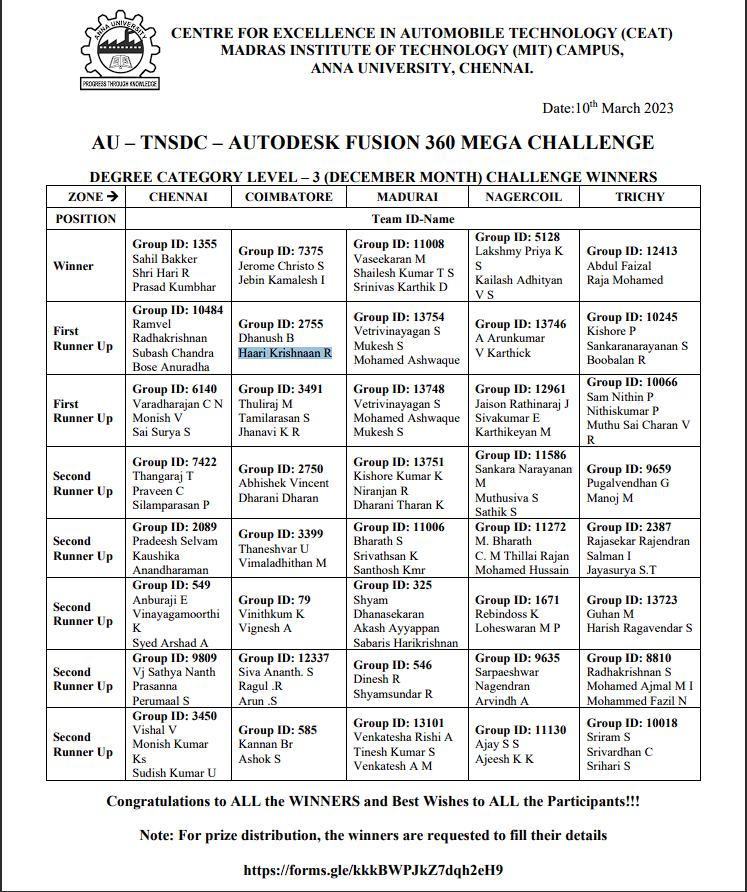 ANNA UNIVERSITY
PROGRESS THROUGH KNOWLEDGE
CENTRE FOR EXCELLENCE IN AUTOMOBILE TECHNOLOGY (CEAT)
MADRAS INSTITUTE OF TECHNOLOGY (MIT) CAMPUS,
ANNA UNIVERSITY, CHENNAI.
Date:10th March 2023
AU – TNSDC – AUTODESK FUSION 360 MEGA CHALLENGE
DEGREE CATEGORY LEVEL – 3 (DECEMBER MONTH) CHALLENGE WINNERS
ZONE → CHENNAI COIMBATORE MADURAI NAGERCOIL TRICHY
POSITION Team ID-Name
Winner
Group ID: 1355
Sahil Bakker
Shri Hari R
Prasad Kumbhar
Group ID: 7375
Jerome Christo S
Jebin Kamalesh I
Group ID: 11008
Vaseekaran M
Shailesh Kumar T S
Srinivas Karthik D
Group ID: 5128
Lakshmy Priya K
S
Kailash Adhityan
V S
Group ID: 12413
Abdul Faizal
Raja Mohamed
First
Runner Up
Group ID: 10484
Ramvel
Radhakrishnan
Subash Chandra
Bose Anuradha
Group ID: 2755
Dhanush B
Haari Krishnaan R
Group ID: 13754
Vetrivinayagan S
Mukesh S
Mohamed Ashwaque
Group ID: 13746
A Arunkumar
V Karthick
Group ID: 10245
Kishore P
Sankaranarayanan S
Boobalan R
First
Runner Up
Group ID: 6140
Varadharajan C N
Monish V
Sai Surya S
Group ID: 3491
Thuliraj M
Tamilarasan S
Jhanavi K R
Group ID: 13748
Vetrivinayagan S
Mohamed Ashwaque
Mukesh S
Group ID: 12961
Jaison Rathinaraj J
Sivakumar E
Karthikeyan M
Group ID: 10066
Sam Nithin P
Nithiskumar P
Muthu Sai Charan V
R
Second
Runner Up
Group ID: 7422
Thangaraj T
Praveen C
Silamparasan P
Group ID: 2750
Abhishek Vincent
Dharani Dharan
Group ID: 13751
Kishore Kumar K
Niranjan R
Dharani Tharan K
Group ID: 11586
Sankara Narayanan
M
Muthusiva S
Sathik S
Group ID: 9659
Pugalvendhan G
Manoj M
Second
Runner Up
Group ID: 2089
Pradeesh Selvam
Kaushika
Anandharaman
Group ID: 3399
Thaneshvar U
Vimaladhithan M
Group ID: 11006
Bharath S
Srivathsan K
Santhosh Kmr
Group ID: 11272
M. Bharath
C. M Thillai Rajan
Mohamed Hussain
Group ID: 2387
Rajasekar Rajendran
Salman I
Jayasurya S.T
Second
Runner Up
Group ID: 549
Anburaji E
Vinayagamoorthi
K
Syed Arshad A
Group ID: 79
Vinithkum K
Vignesh A
Group ID: 325
Shyam
Dhanasekaran
Akash Ayyappan
Sabaris Harikrishnan
Group ID: 1671
Rebindoss K
Loheswaran M P
Group ID: 13723
Guhan M
Harish Ragavendar S
Second
Runner Up
Group ID: 9809
Vj Sathya Nanth
Prasanna
Perumaal S
Group ID: 12337
Siva Ananth. S
Ragul .R
Arun .S
Group ID: 546
Dinesh R
Shyamsundar R
Group ID: 9635
Sarpaeshwar
Nagendran
Arvindh A
Group ID: 8810
Radhakrishnan S
Mohamed Ajmal M I
Mohammed Fazil N
Second
Runner Up
Group ID: 3450
Vishal V
Monish Kumar
Ks
Sudish Kumar U
Group ID: 585
Kannan Br
Ashok S
Group ID: 13101
Venkatesha Rishi A
Tinesh Kumar S
Venkatesh A M
Group ID: 11130
Ajay S S
Ajeesh K K
Group ID: 10018
Sriram S
Srivardhan C
Srihari S
Congratulations to ALL the WINNERS and Best Wishes to ALL the Participants!!!
Note: For prize distribution, the winners are requested to fill their details
https://forms.gle/kkkBWPJkZ7dqh2eH9